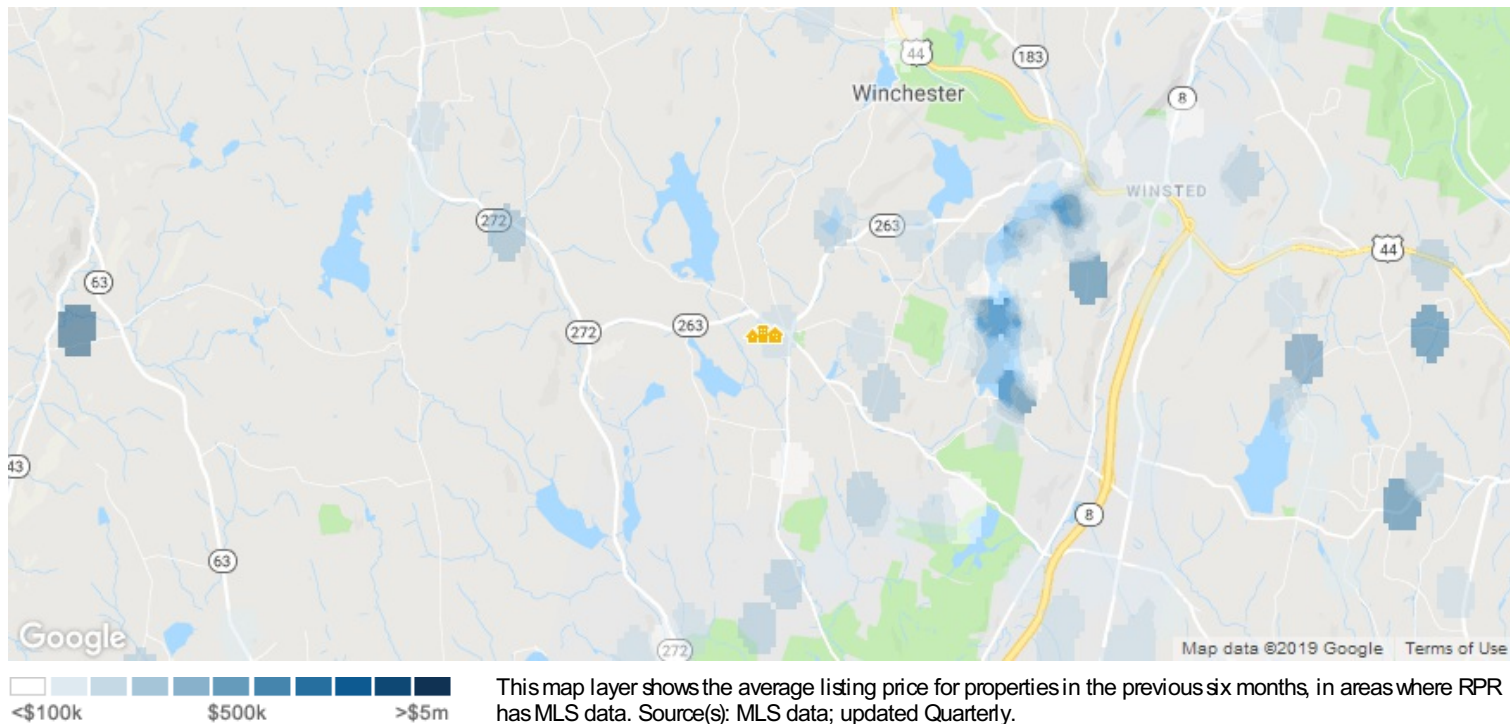 44
183
Winchester
8
WINSTED
272
263
44
63
263
272
43
8
63
272
Google
Map data ©2019 Google Terms of Use
<$100k $500k >$5m
This map layer shows the average listing price for properties in the previous six months, in areas where RPR
has MLS data. Source(s): MLS data; updated Quarterly.